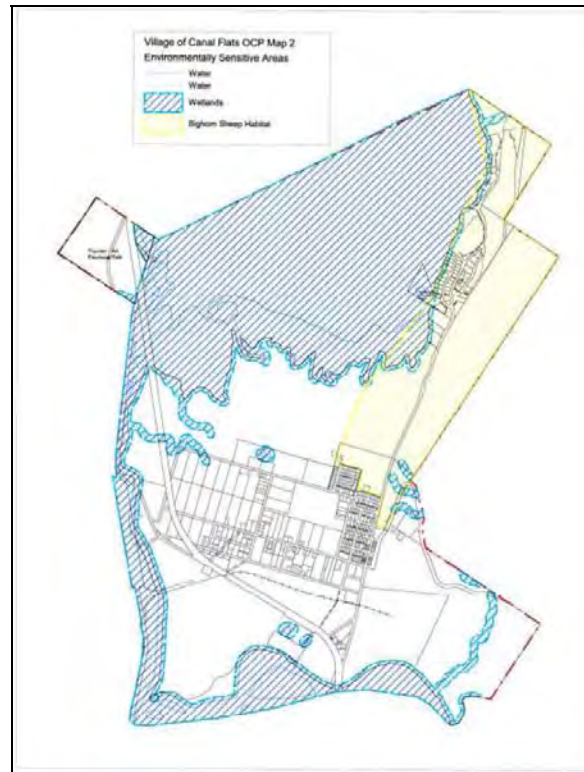 Village of Canal Flats OCP Map 2
Environmentally Sensitive Areas
Water
Water
Wetlands
Bighorn Sheep Habitat